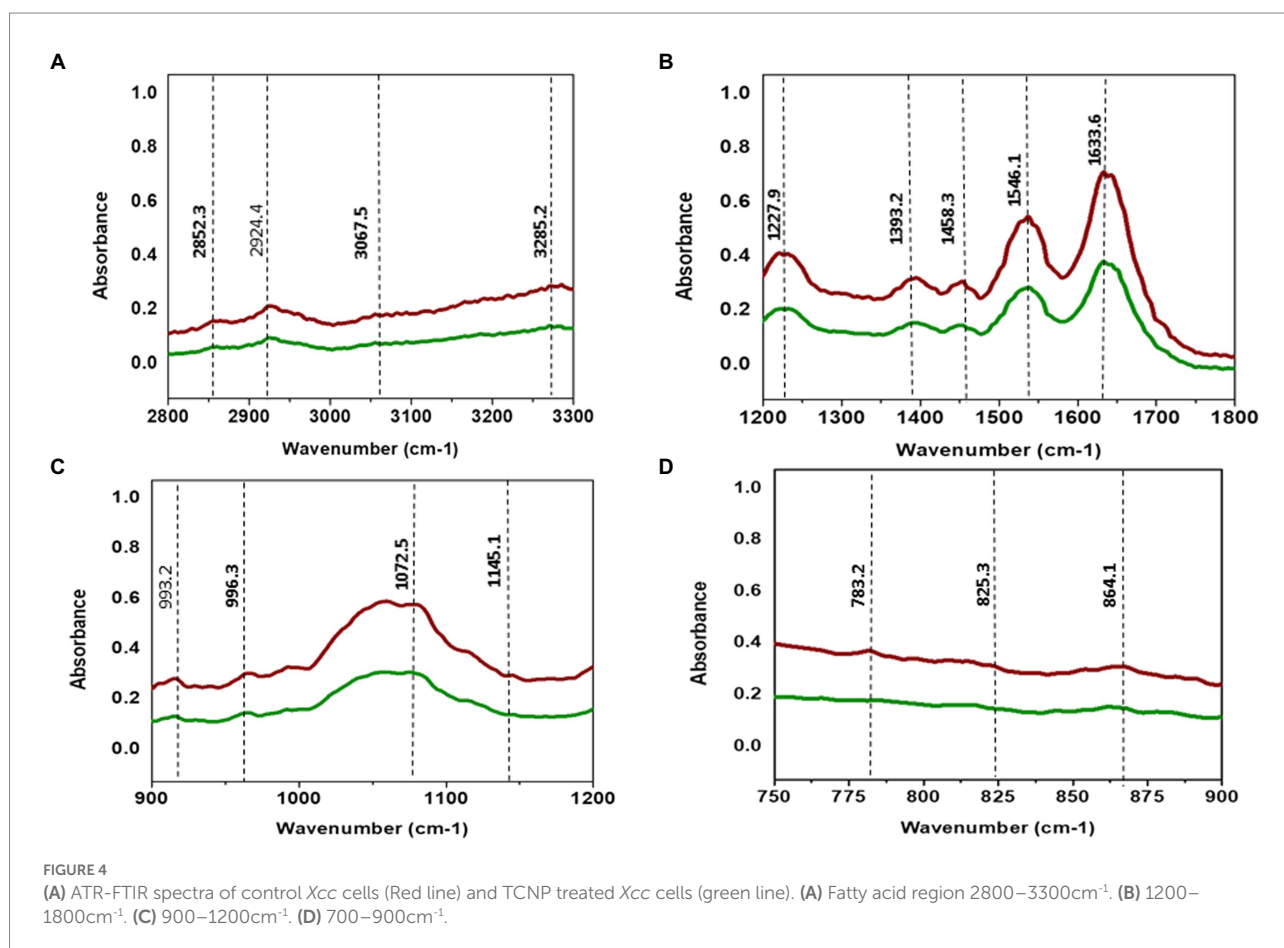 A
1.0
0.8
0.6
0.4
0.2
0.0
Absorbance
2852.3
2924.4
3067.5
3285.2
2800 2900 3000 3100 3200 3300
Wavenumber (cm-1)
B
1.0
0.8
0.6
0.4
0.2
0.0
Absorbance
1227.9
1393.2
1458.3
1546.1
1633.6
1200 1300 1400 1500 1600 1700 1800
Wavenumber (cm-1)
C
1.0
0.8
0.6
0.4
0.2
0.0
Absorbance
993.2
996.3
1072.5
1145.1
900 1000 1100 1200
Wavenumber (cm-1)
D
1.0
0.8
0.6
0.4
0.2
0.0
Absorbance
783.2
825.3
864.1
750 775 800 825 850 875 900
Wavenumber (cm-1)
FIGURE 4
(A) ATR-FTIR spectra of control Xcc cells (Red line) and TCNP treated Xcc cells (green line). (A) Fatty acid region 2800–3300cm⁻¹. (B) 1200–
1800cm⁻¹. (C) 900–1200cm⁻¹. (D) 700–900cm⁻¹.